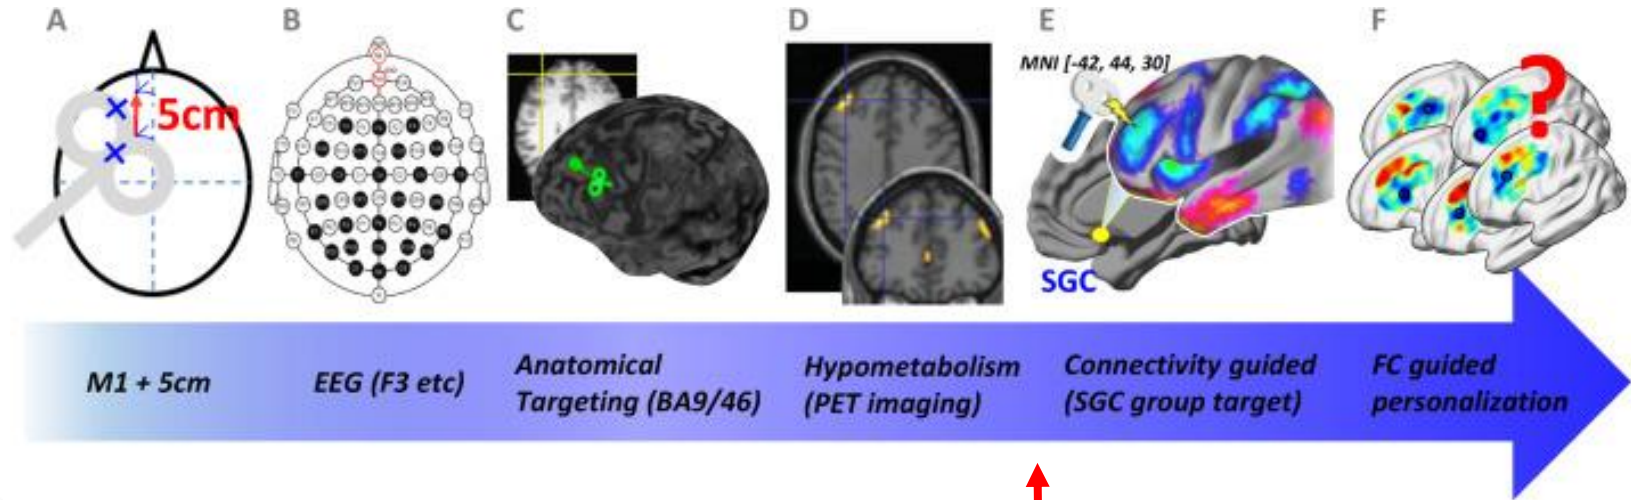 A
B
C
D
E
F
5cm
MNI [-42, 44, 30]
SGC
?
M1 + 5cm
EEG (F3 etc)
Anatomical
Targeting (BA9/46)
Hypometabolism
(PET imaging)
Connectivity guided
(SGC group target)
FC guided
personalization